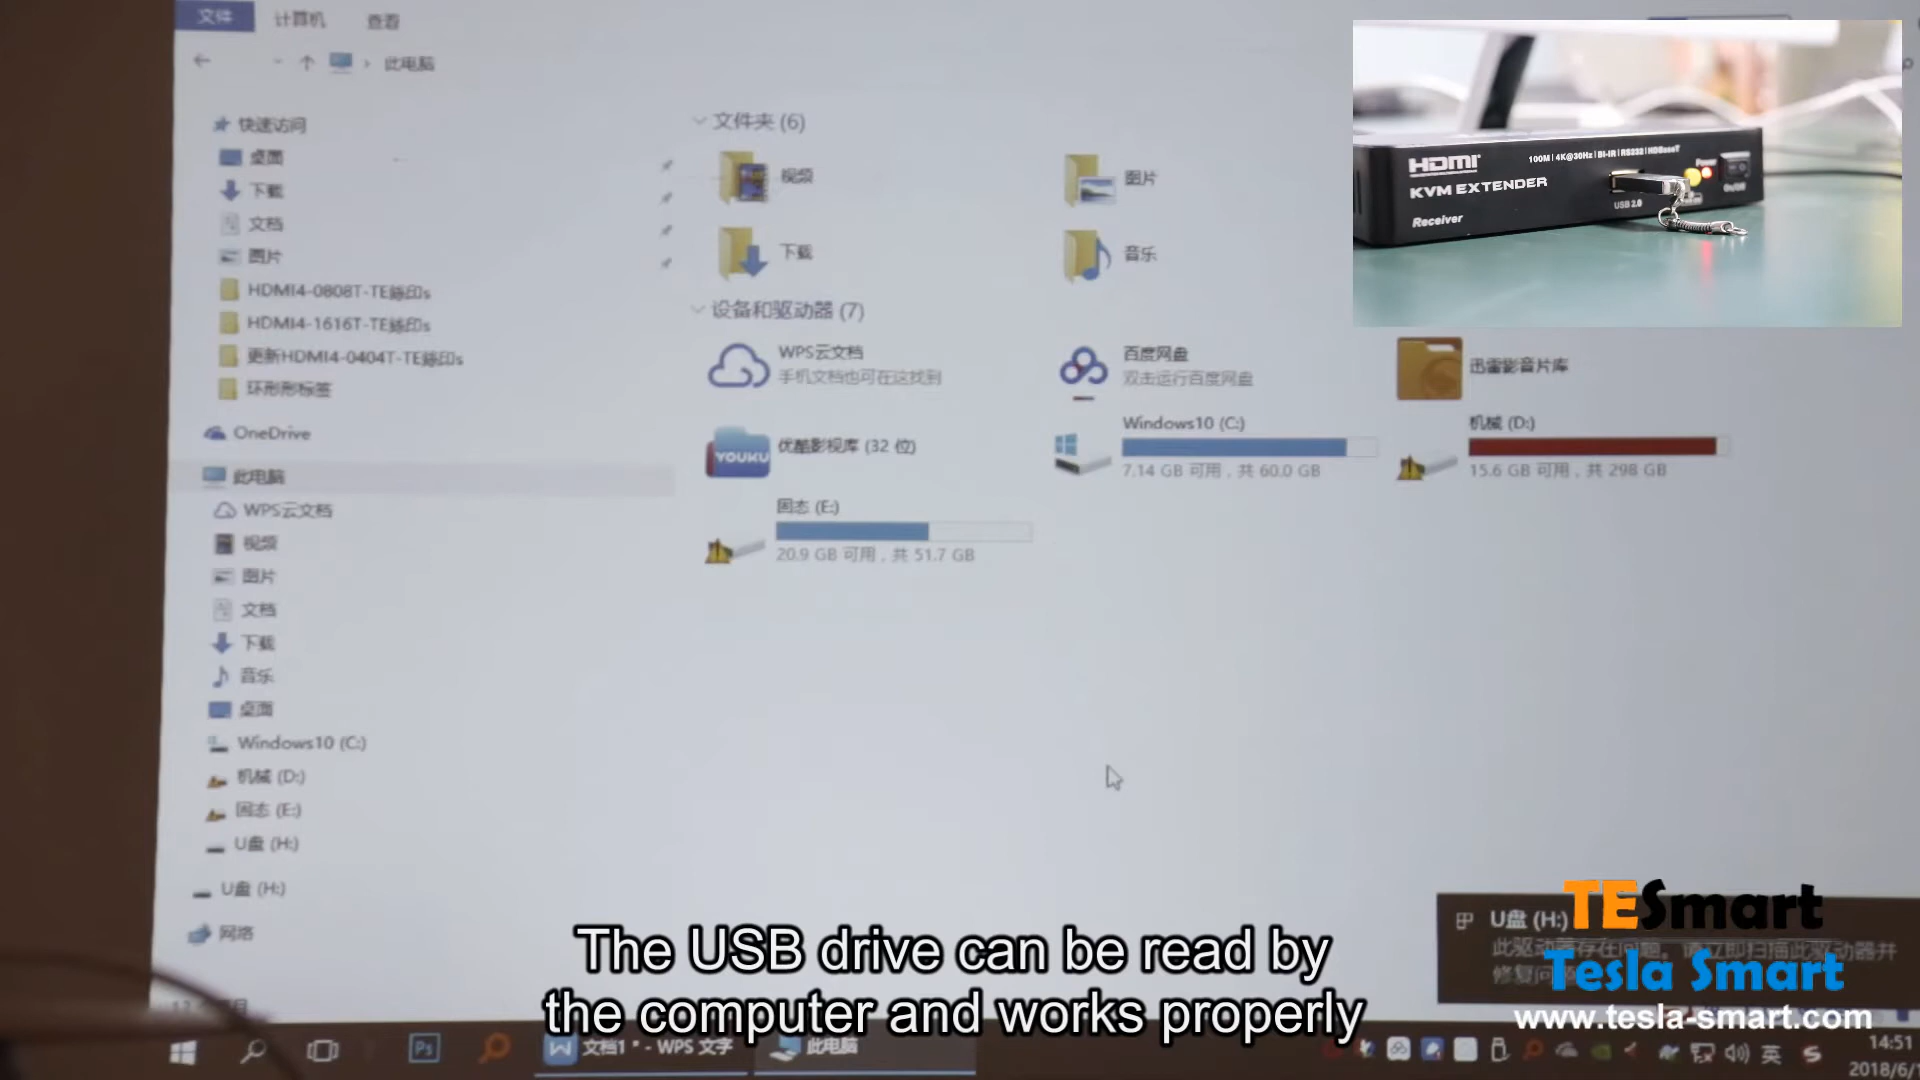 文件 计算机 查看
此电脑
快速访问
桌面
下载
文档
图片
HDMI4-0808T-TE丝印s
HDMI4-1616T-TE丝印s
更新HDMI4-0404T-TE丝印s
环形形标签
OneDrive
此电脑
WPS云文档
视频
图片
文档
下载
音乐
桌面
Windows10 (C:)
机械 (D:)
固态 (E:)
U盘 (H:)
U盘 (H:)
网络
文件夹 (6)
视频
图片
下载
音乐
设备和驱动器 (7)
WPS云文档
手机文档也可在这找到
百度网盘
双击运行百度网盘
迅雷影音片库
YOUKU
优酷影视库 (32 位)
Windows10 (C:)
7.14 GB 可用，共 60.0 GB
机械 (D:)
15.6 GB 可用，共 298 GB
固态 (E:)
20.9 GB 可用，共 51.7 GB
HDMI
KVM EXTENDER
Receiver
100M | 4K@30Hz | BI-IR | RS232 | HDBaseT
USB 2.0
Power
On/Off
The USB drive can be read by
the computer and works properly
U盘 (H:)
此驱动器存在问题。请立即扫描此驱动器并
TESmart
Tesla Smart
www.tesla-smart.com
Ps
文档1 * - WPS 文字
此电脑
英
14:51